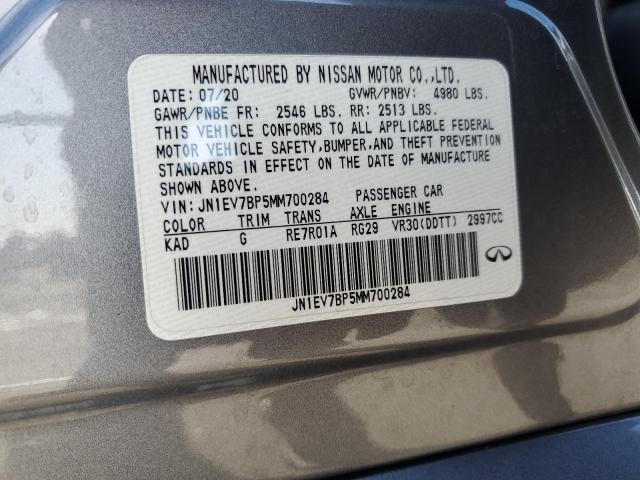 MANUFACTURED BY NISSAN MOTOR CO.,LTD.
DATE: 07/20 GVWR/PNBV: 4980 LBS.
GAWR/PNBE FR: 2546 LBS. RR: 2513 LBS.
THIS VEHICLE CONFORMS TO ALL APPLICABLE FEDERAL
MOTOR VEHICLE SAFETY,BUMPER,AND THEFT PREVENTION
STANDARDS IN EFFECT ON THE DATE OF MANUFACTURE
SHOWN ABOVE.
VIN: JN1EV7BP5MM700284 PASSENGER CAR
COLOR TRIM TRANS AXLE ENGINE
KAD G RE7R01A RG29 VR30(DDTT) 2997CC
JN1EV7BP5MM700284